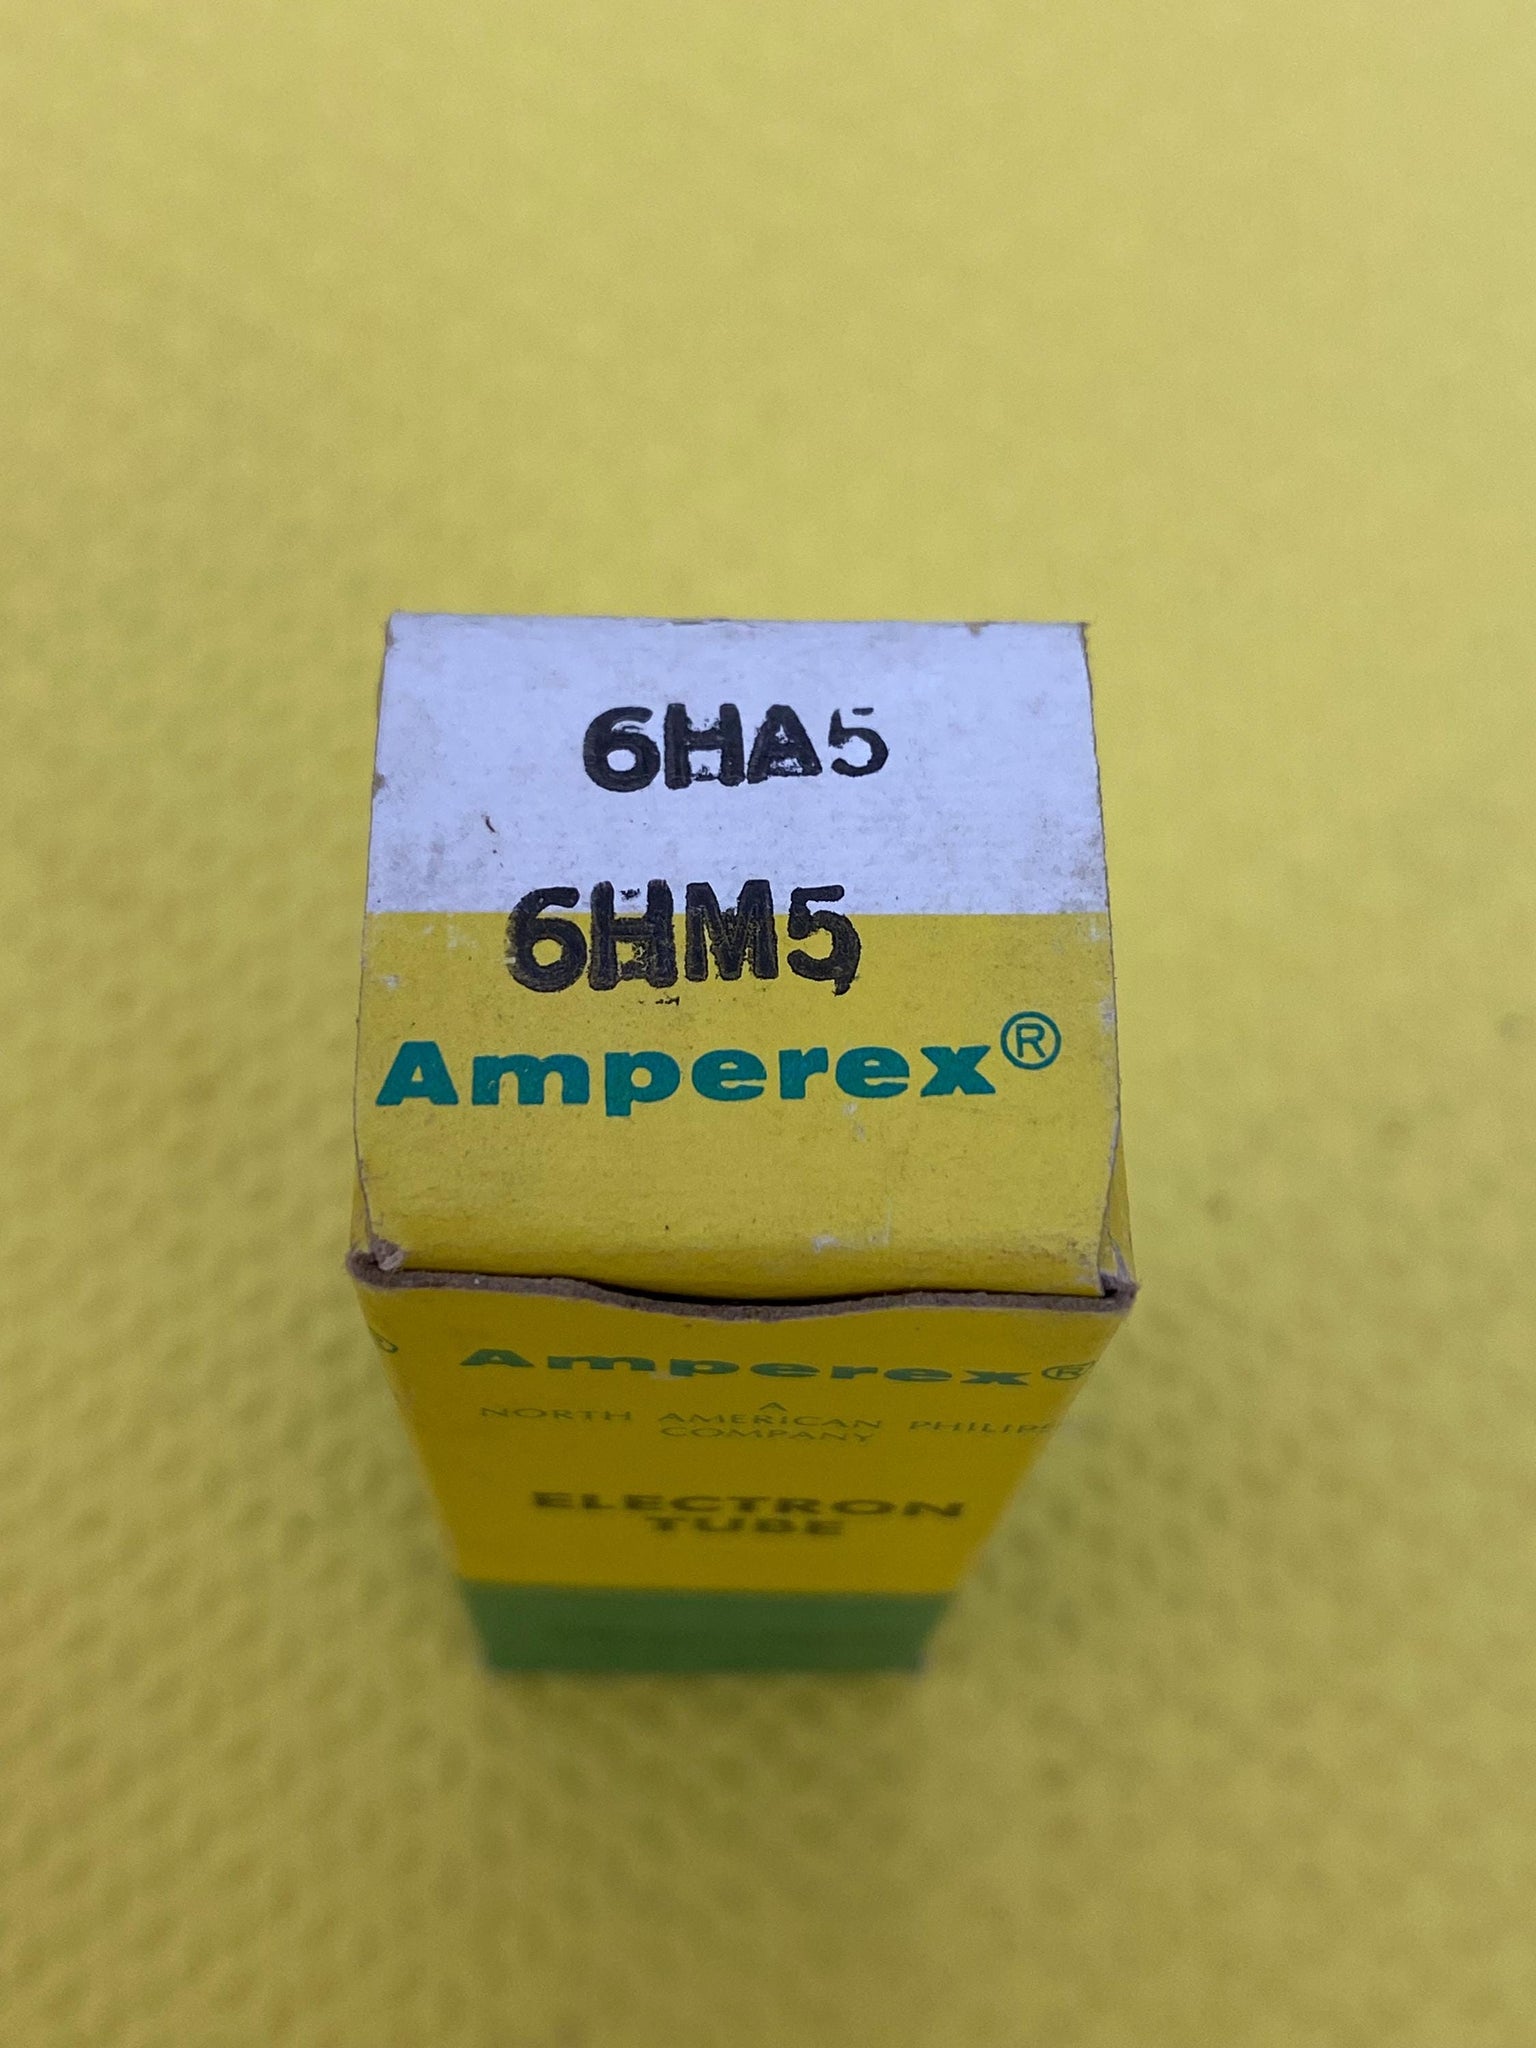 6HA5
6HM5
Amperex®
Amperex®
A
NORTH AMERICAN PHILIPS
COMPANY
ELECTRON
TUBE